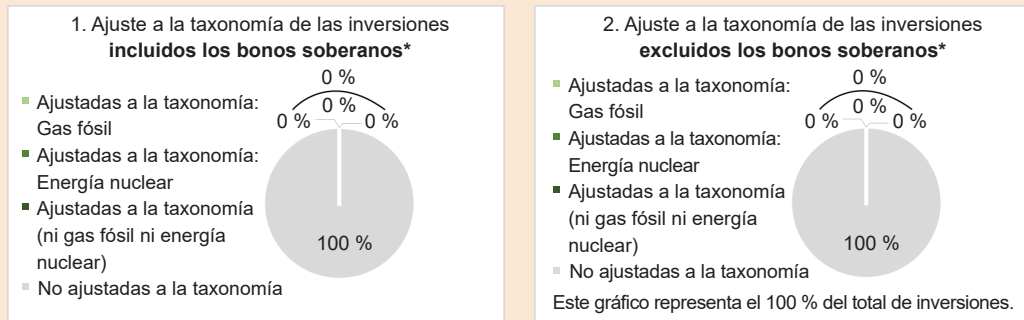 1. Ajuste a la taxonomía de las inversiones
incluidos los bonos soberanos*
0 %
0 %
0 %
0 %
Ajustadas a la taxonomía:
Gas fósil
Ajustadas a la taxonomía:
Energía nuclear
Ajustadas a la taxonomía
(ni gas fósil ni energía
nuclear)
No ajustadas a la taxonomía
100 %
2. Ajuste a la taxonomía de las inversiones
excluidos los bonos soberanos*
0 %
0 %
0 %
0 %
Ajustadas a la taxonomía:
Gas fósil
Ajustadas a la taxonomía:
Energía nuclear
Ajustadas a la taxonomía
(ni gas fósil ni energía
nuclear)
No ajustadas a la taxonomía
100 %
Este gráfico representa el 100 % del total de inversiones.